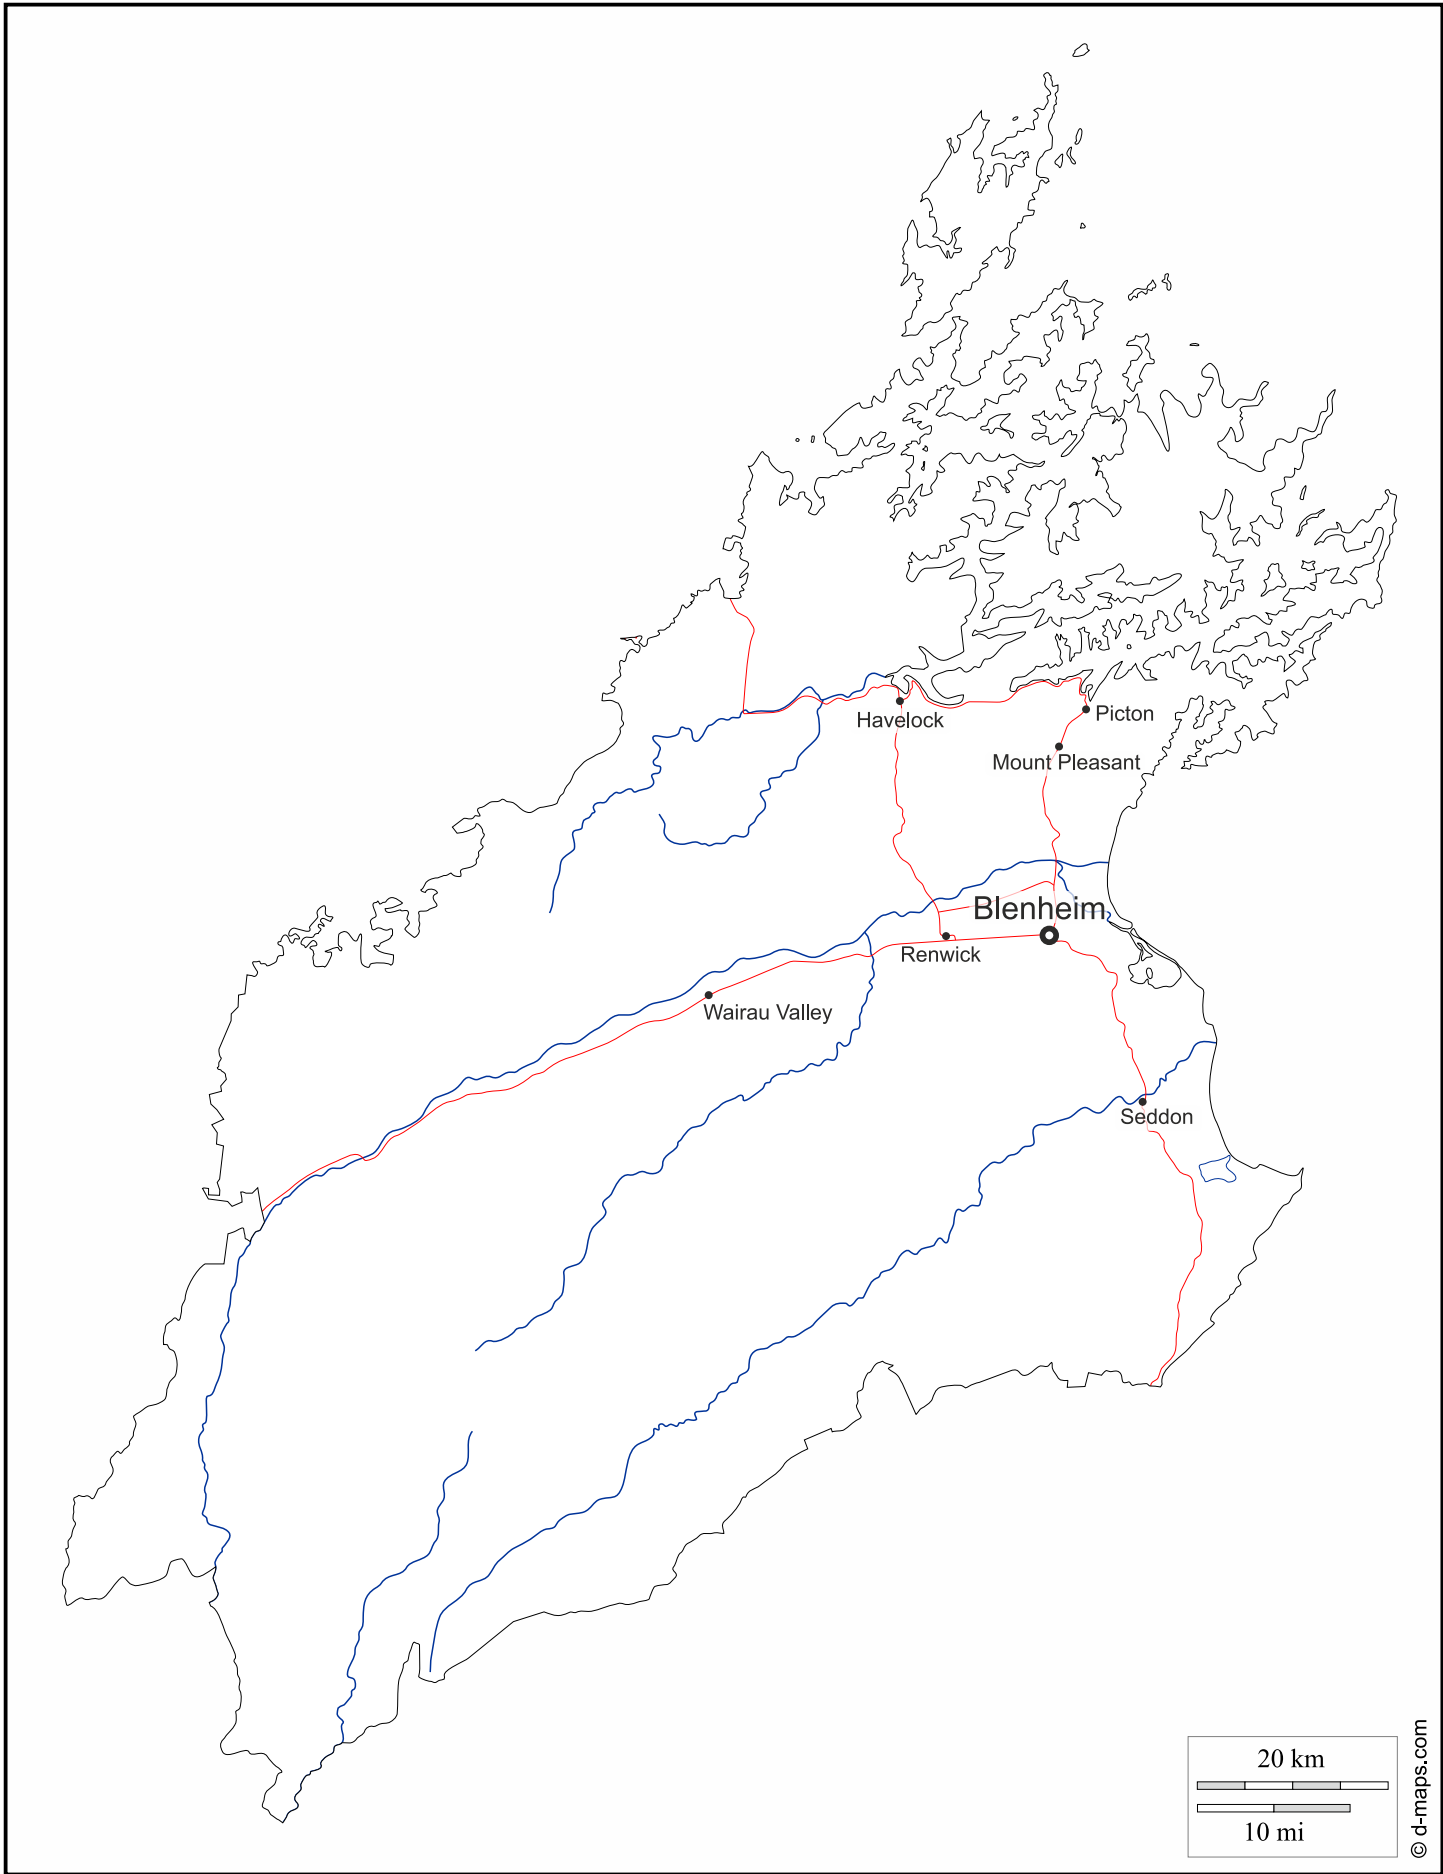 Havelock
Picton
Mount Pleasant
Blenheim
Renwick
Wairau Valley
Seddon
20 km
10 mi
© d-maps.com